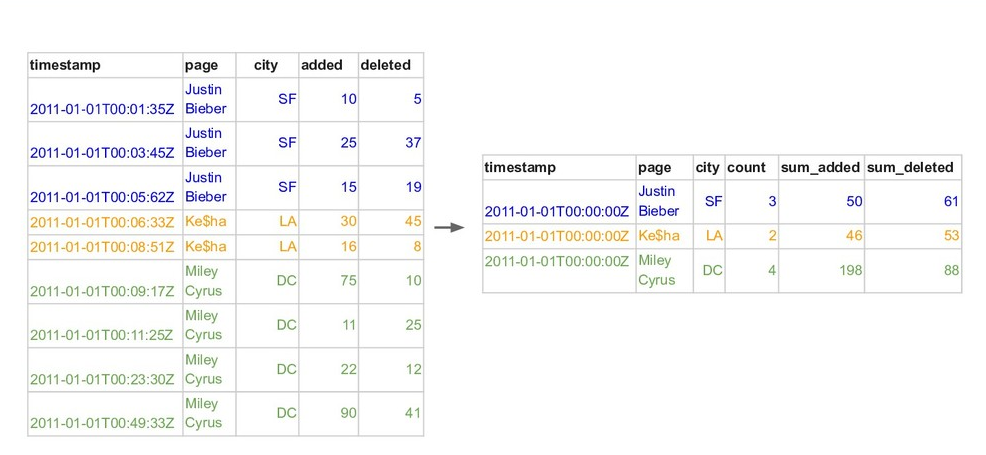 timestamp page city added deleted
2011-01-01T00:01:35Z Justin Bieber SF 10 5
2011-01-01T00:03:45Z Justin Bieber SF 25 37
2011-01-01T00:05:62Z Justin Bieber SF 15 19
2011-01-01T00:06:33Z Ke$ha LA 30 45
2011-01-01T00:08:51Z Ke$ha LA 16 8
2011-01-01T00:09:17Z Miley Cyrus DC 75 10
2011-01-01T00:11:25Z Miley Cyrus DC 11 25
2011-01-01T00:23:30Z Miley Cyrus DC 22 12
2011-01-01T00:49:33Z Miley Cyrus DC 90 41
timestamp page city count sum_added sum_deleted
2011-01-01T00:00:00Z Justin Bieber SF 3 50 61
2011-01-01T00:00:00Z Ke$ha LA 2 46 53
2011-01-01T00:00:00Z Miley Cyrus DC 4 198 88